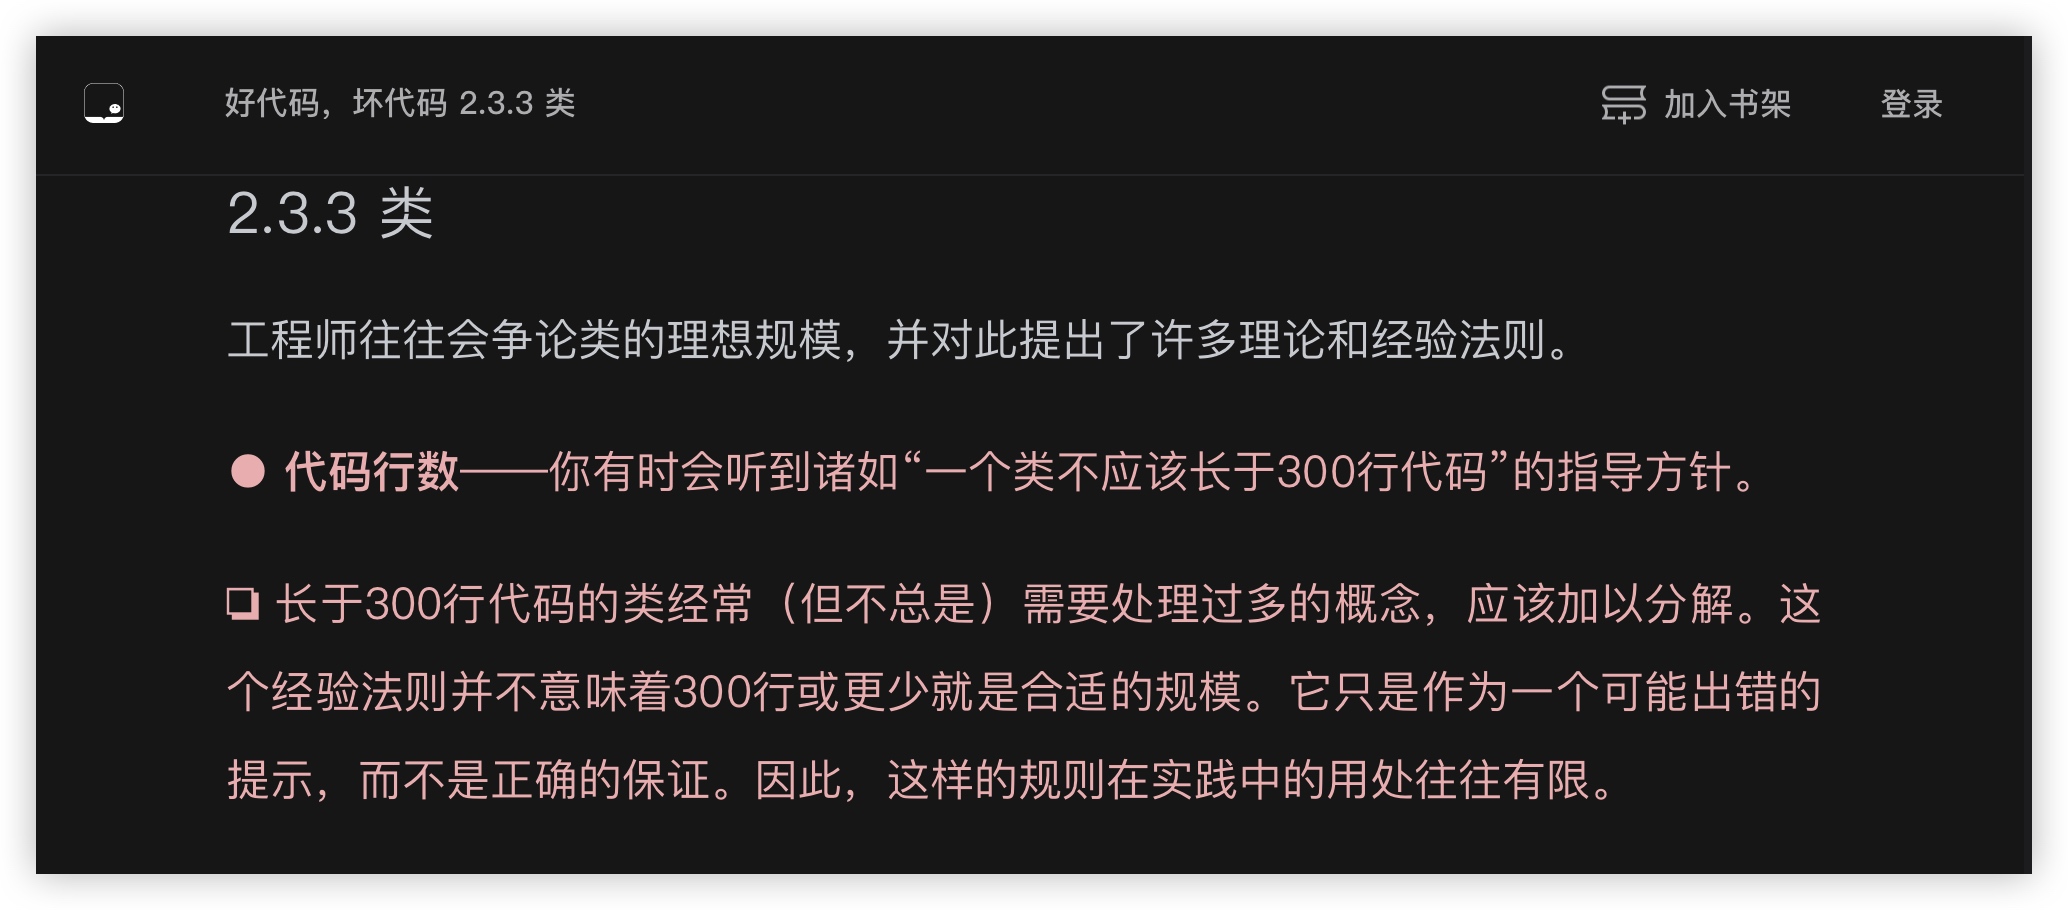 好代码，坏代码 2.3.3 类
加入书架
登录
2.3.3 类
工程师往往会争论类的理想规模，并对此提出了许多理论和经验法则。
● 代码行数——你有时会听到诸如“一个类不应该长于300行代码”的指导方针。
❏ 长于300行代码的类经常（但不总是）需要处理过多的概念，应该加以分解。这
个经验法则并不意味着300行或更少就是合适的规模。它只是作为一个可能出错的
提示，而不是正确的保证。因此，这样的规则在实践中的用处往往有限。